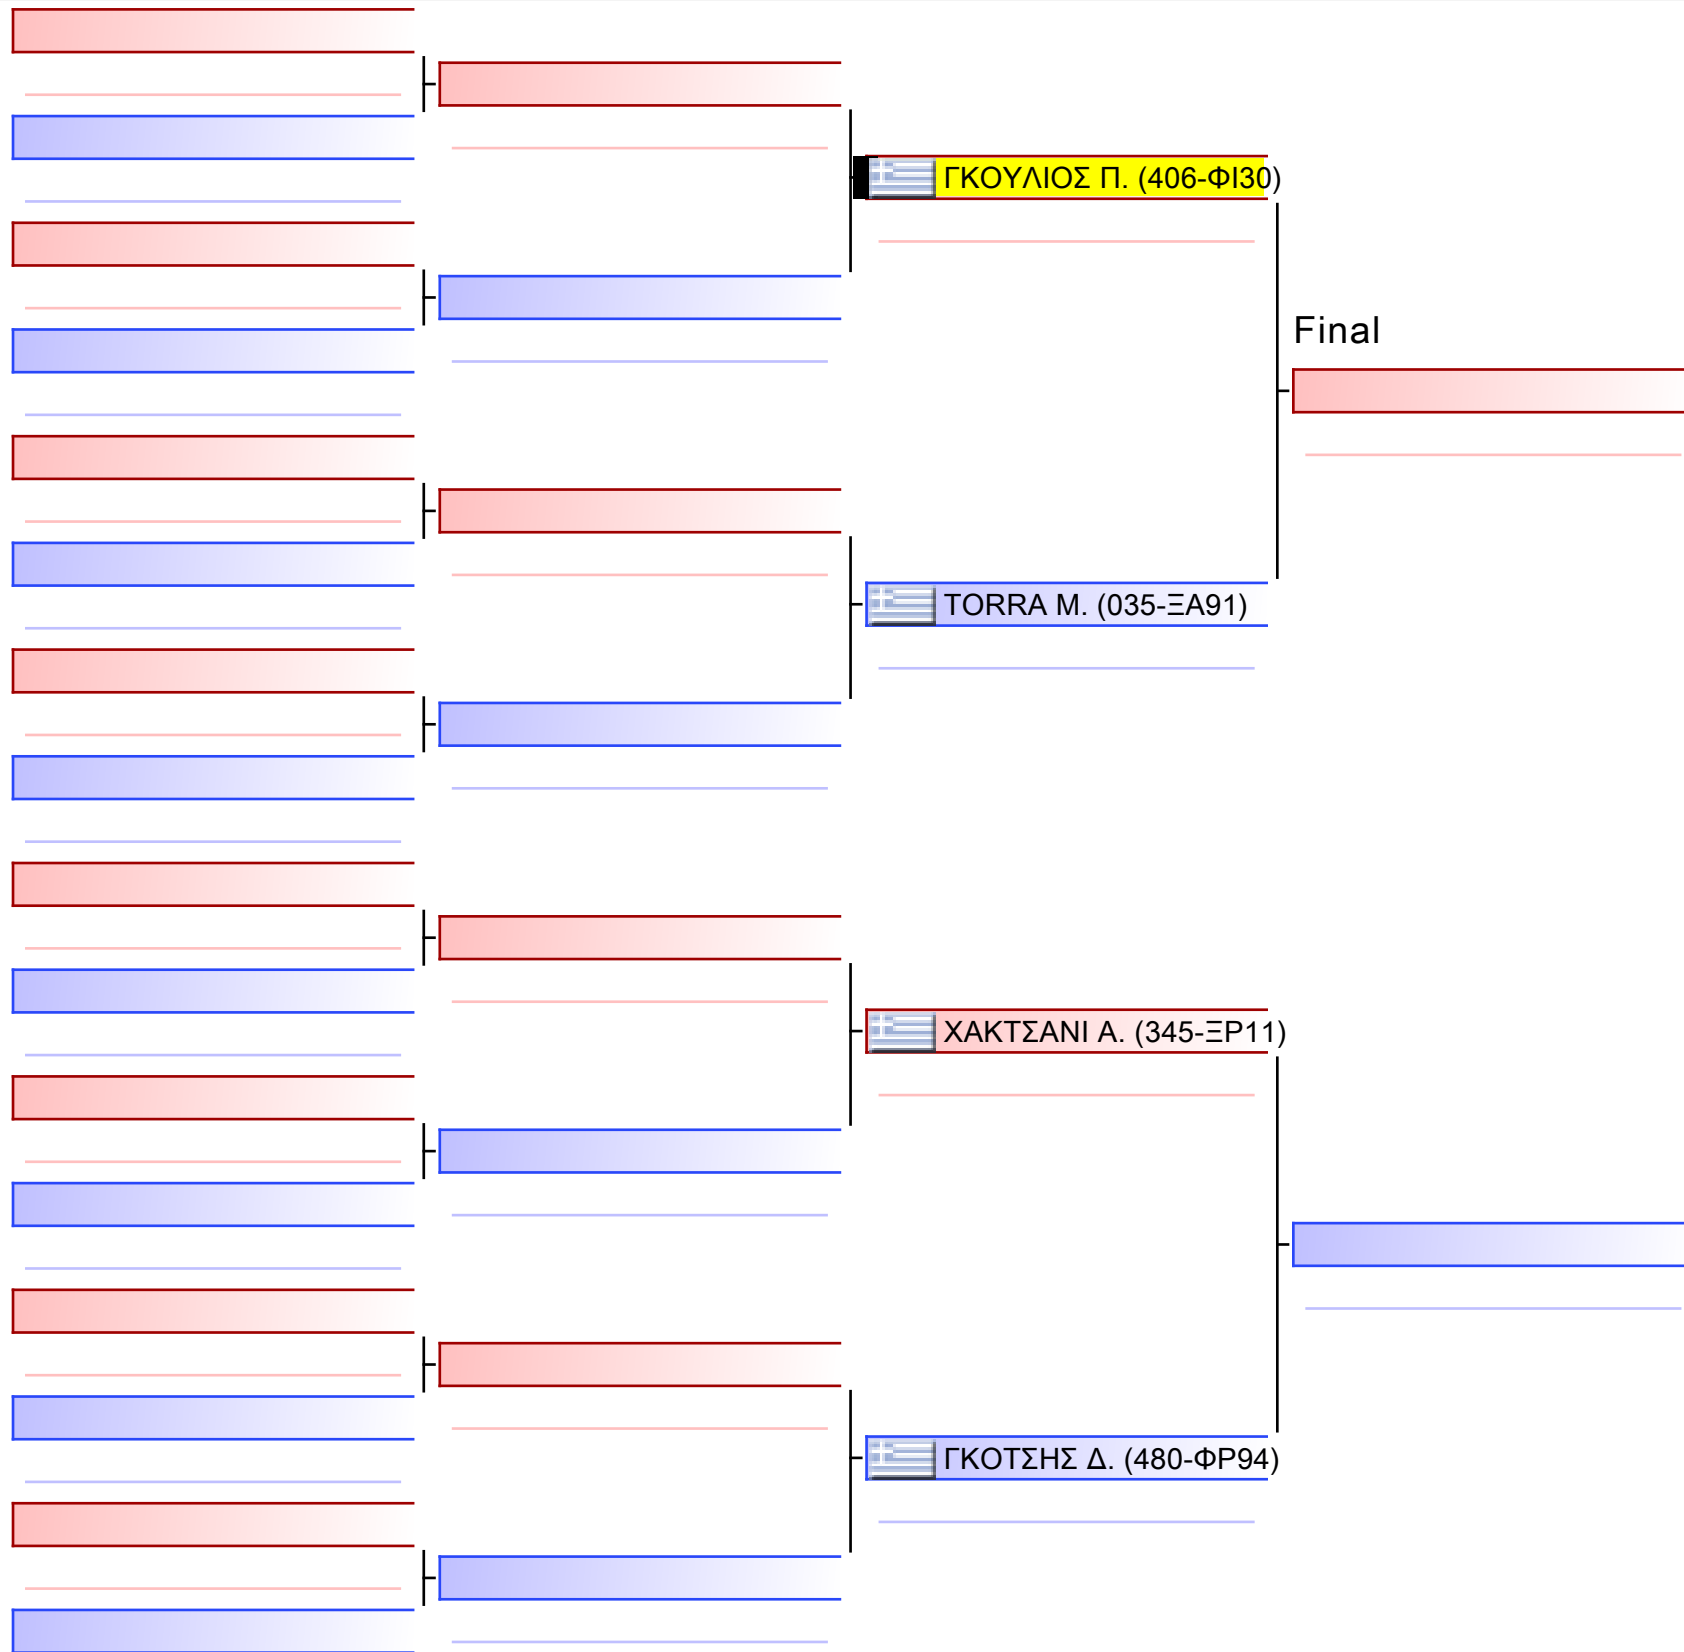 ΓΚΟΥΛΙΟΣ Π. (406-ΦΙ30)
Final
TORRA M. (035-ΞΑ91)
ΧΑΚΤΣΑΝΙ Α. (345-ΞΡ11)
ΓΚΟΤΣΗΣ Δ. (480-ΦΡ94)